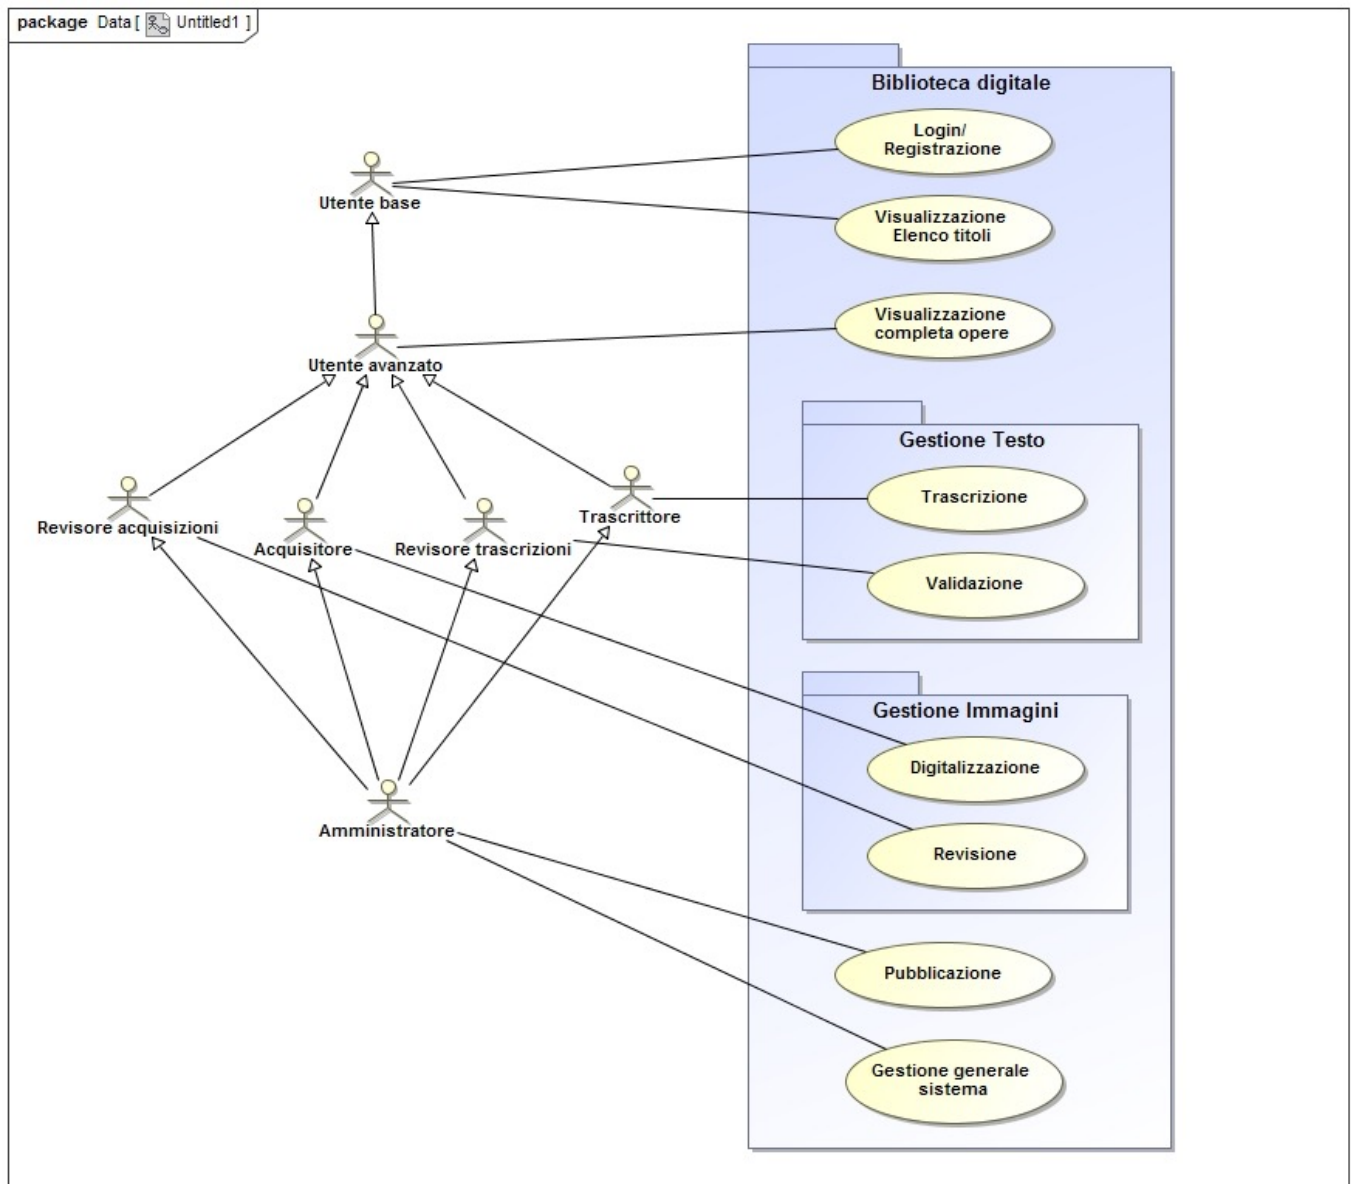 package Data [ Untitled1 ]
Biblioteca digitale
Login/
Registrazione
Utente base
Visualizzazione
Elenco titoli
Visualizzazione
completa opere
Utente avanzato
Gestione Testo
Trascrizione
Trascrittore
Revisore acquisizioni
Acquisitore
Revisore trascrizioni
Validazione
Gestione Immagini
Digitalizzazione
Amministratore
Revisione
Pubblicazione
Gestione generale
sistema